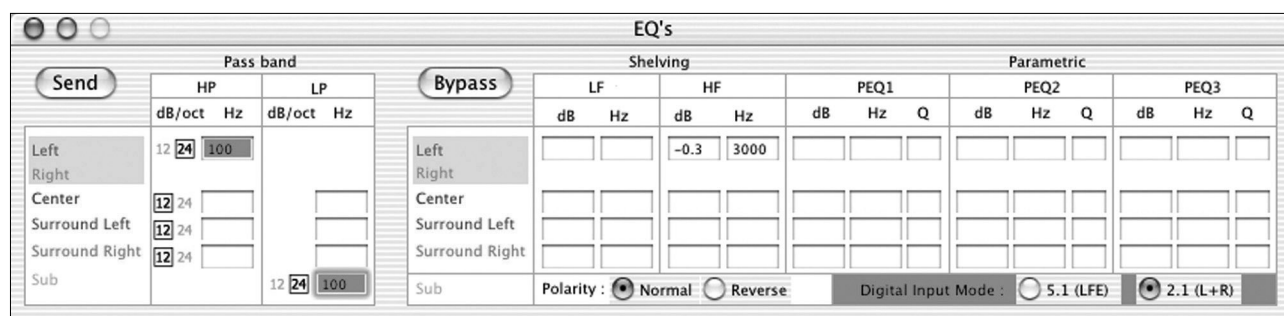 EQ's
Pass band Shelving Parametric
Send HP LP Bypass LF HF PEQ1 PEQ2 PEQ3
dB/oct Hz dB/oct Hz dB Hz dB Hz dB Hz Q dB Hz Q dB Hz Q
Left 12 24 100 Left -0.3 3000
Right Right
Center 12 24 Center
Surround Left 12 24 Surround Left
Surround Right 12 24 Surround Right
Sub 12 24 100 Sub Polarity : Normal Reverse Digital Input Mode : 5.1 (LFE) 2.1 (L+R)